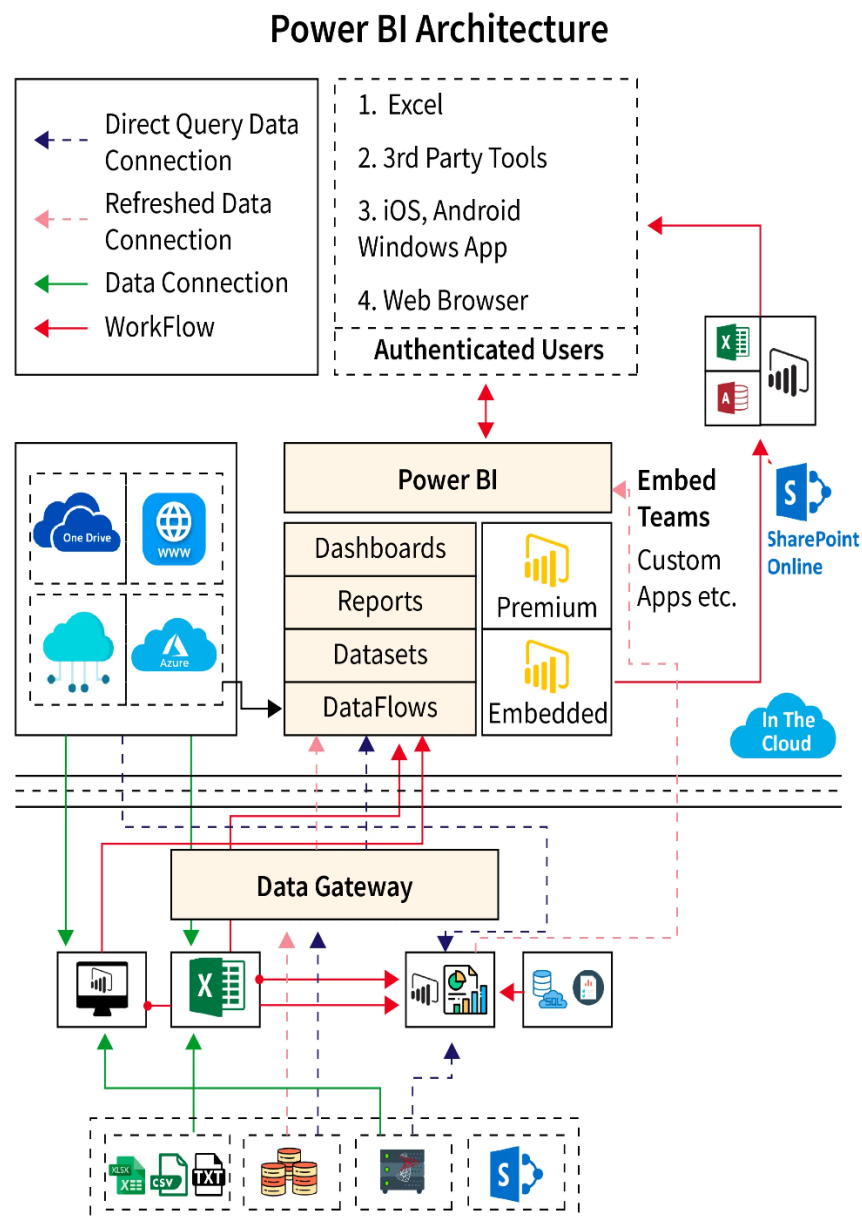 Power BI Architecture
Direct Query Data
Connection
Refreshed Data
Connection
Data Connection
WorkFlow
1. Excel
2. 3rd Party Tools
3. iOS, Android
Windows App
4. Web Browser
Authenticated Users
X
A
One Drive
WWW
Azure
Power BI
Dashboards
Reports
Datasets
DataFlows
Premium
Embedded
Embed
Teams
Custom
Apps etc.
S
SharePoint
Online
In The
Cloud
Data Gateway
X
SQL
XLSX
X
CSV
TXT
S